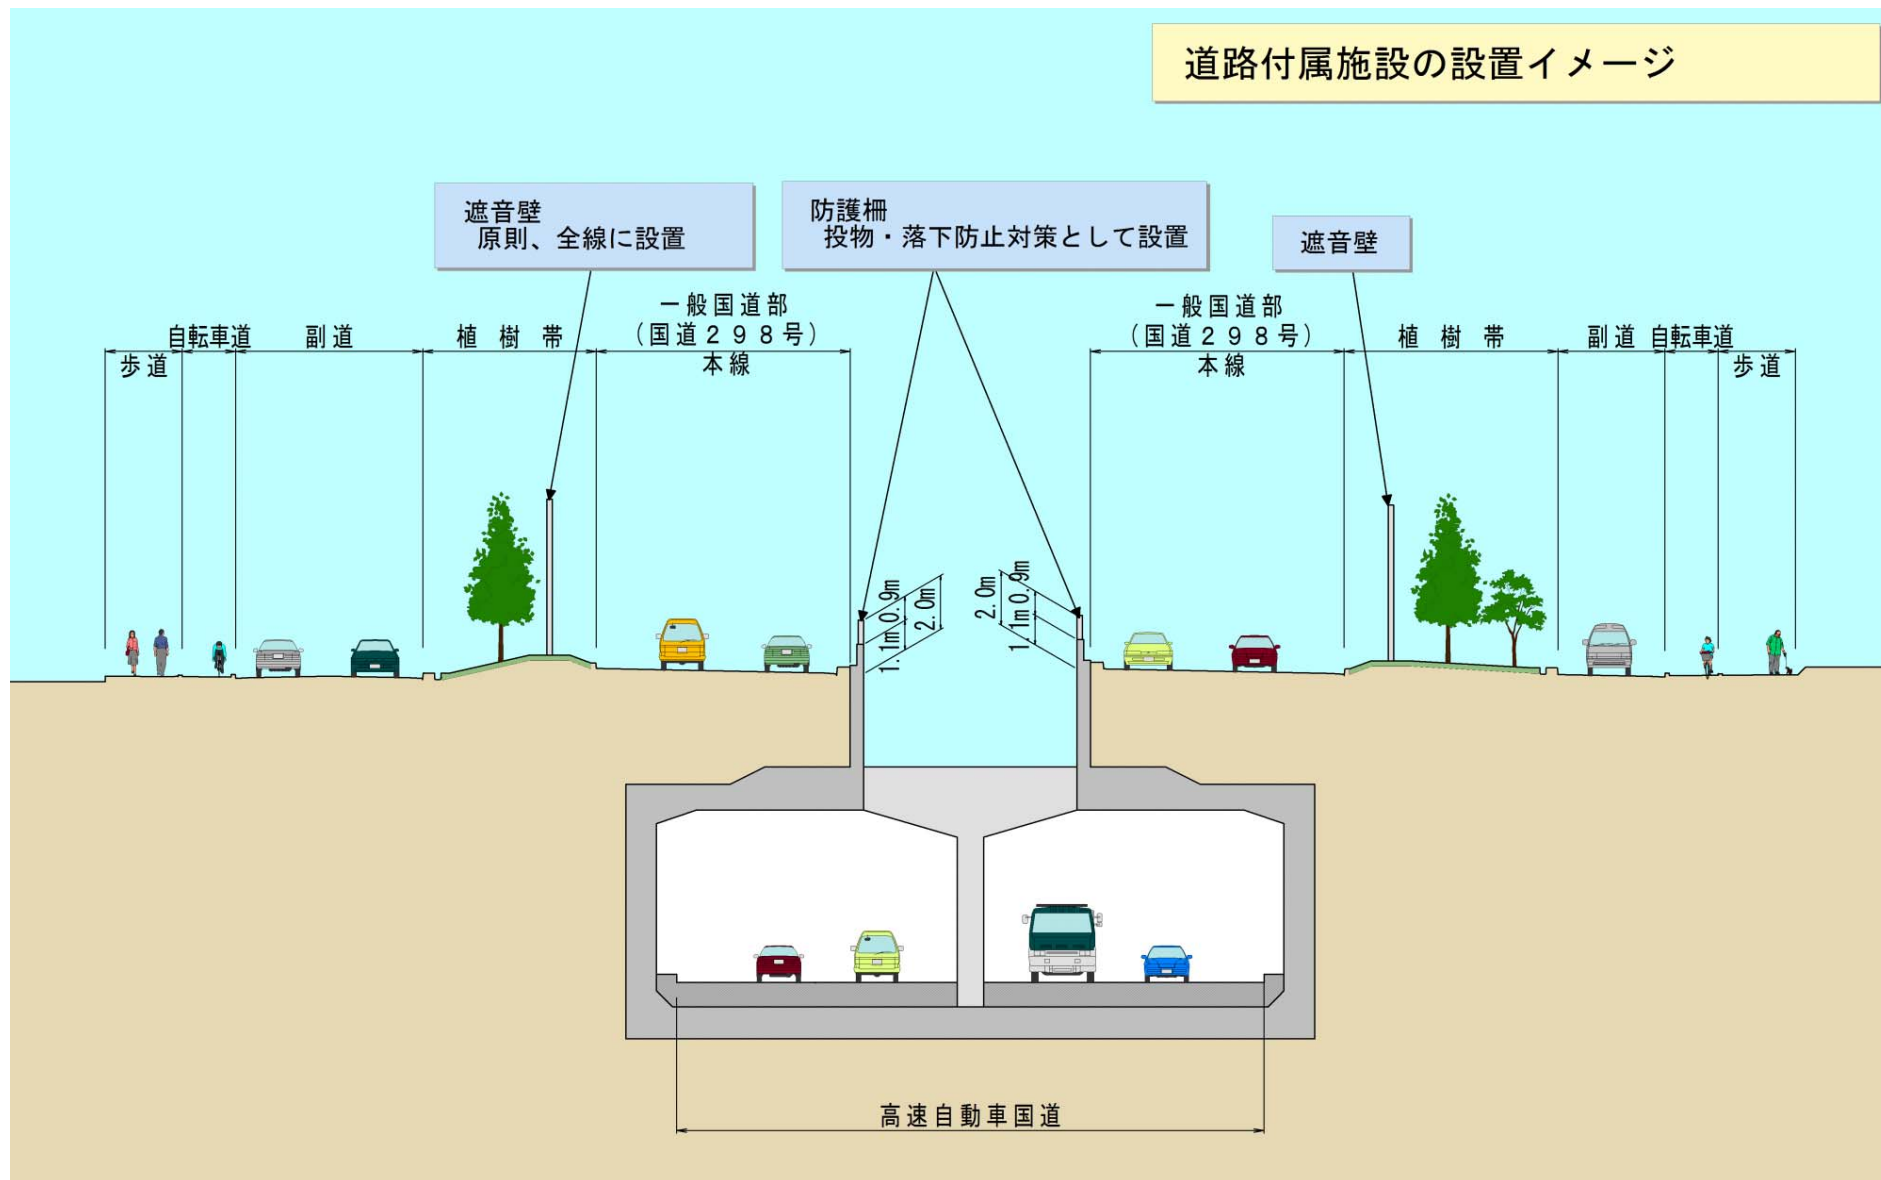 道路付属施設の設置イメージ
遮音壁
原則、全線に設置
防護柵
投物・落下防止対策として設置
遮音壁
自転車道
歩道
副道
植樹帯
一般国道部
（国道２９８号）
本線
一般国道部
（国道２９８号）
本線
植樹帯
副道
自転車道
歩道
0.9m
1.1m
2.0m
2.0m
0.9m
1.1m
高速自動車国道